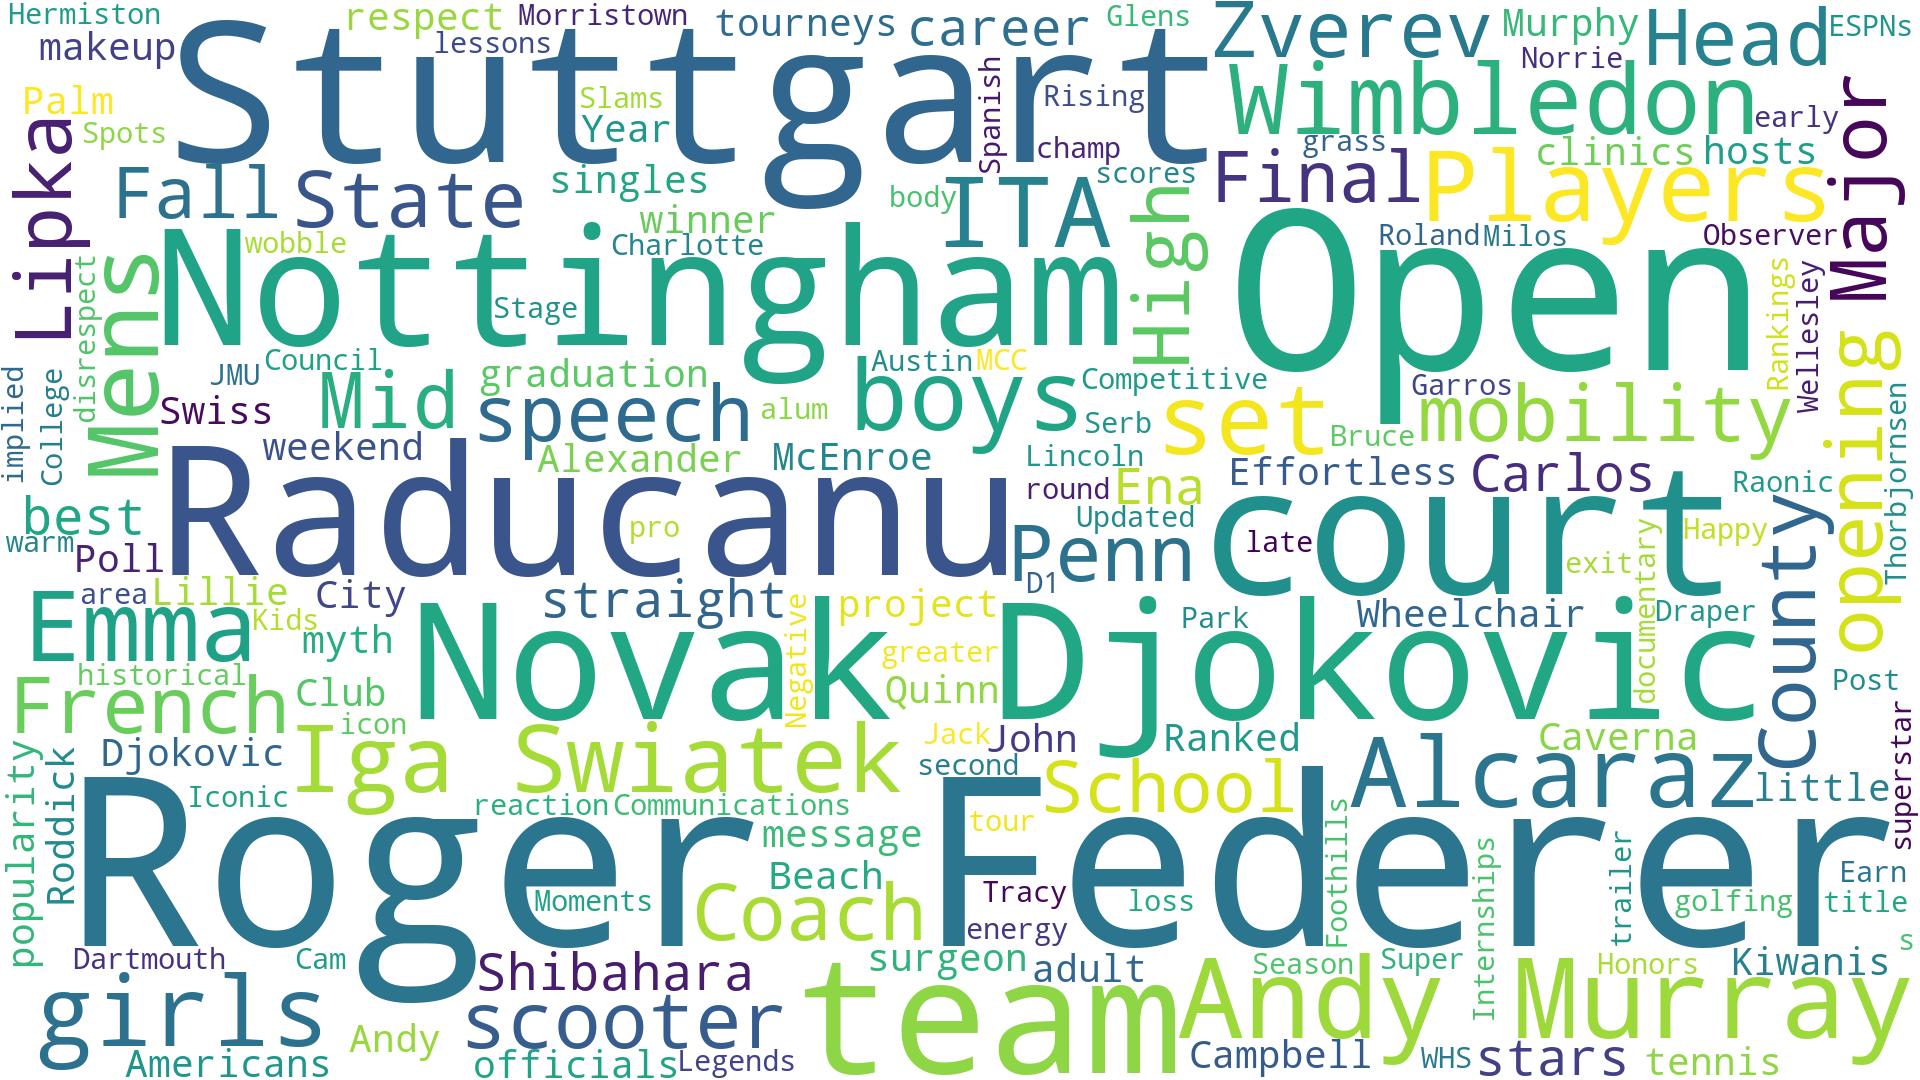 Hermiston
respect
Morristown
tourneys
career
Glens
Zverev
Murphy
Head
ESPNs
makeup
lessons
Stuttgart
Spanish
Norrie
Palm
Slams
Rising
Wimbledon
early
Major
Spots
Year
champ
grass
Lipka
Final
clinics
hosts
Fall
State
singles
body
ITA
scores
High
Players
winner
wobble
Charlotte
Roland
Milos
Observer
Mens
disrespect
Nottingham
Stage
Open
Rankings
Wellesley
implied
College
JMU
Council
Mid
graduation
Austin
MCC
Competitive
Garros
opening
Thorbjornsen
Swiss
speech
alum
boys
Serb
set
Bruce
mobility
weekend
Alexander
McEnroe
Lincoln
Effortless
Carlos
Raonic
Raducanu
round
Ena
best
warm
pro
Updated
late
court
documentary
Happy
County
Poll
Penn
exit
area
Lillie
City
straight
Negative
project
D1
Park
Wheelchair
Draper
Emma
Kids
myth
Novak
greater
Djokovic
historical
French
Club
Quinn
Post
icon
Iga Swiatek
Jack
John
Ranked
Caverna
superstar
popularity
Roddick
Djokovic
second
School
Alcaraz
little
Iconic
reaction
Communications
tour
Foothills
Roger Federer
message
Internships
trailer
Beach
Tracy
Earn
Moments
Coach
loss
golfing
title
energy
s
Dartmouth
Cam
Shibahara
surgeon
adult
Season
Super
Honors
Kiwanis
girls
scooter
team
Andy Murray
Andy
Americans
officials
Legends
Campbell
WHS
stars
tennis